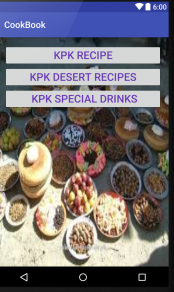 6:00
CookBook
KPK RECIPE
KPK DESERT RECIPES
KPK SPECIAL DRINKS